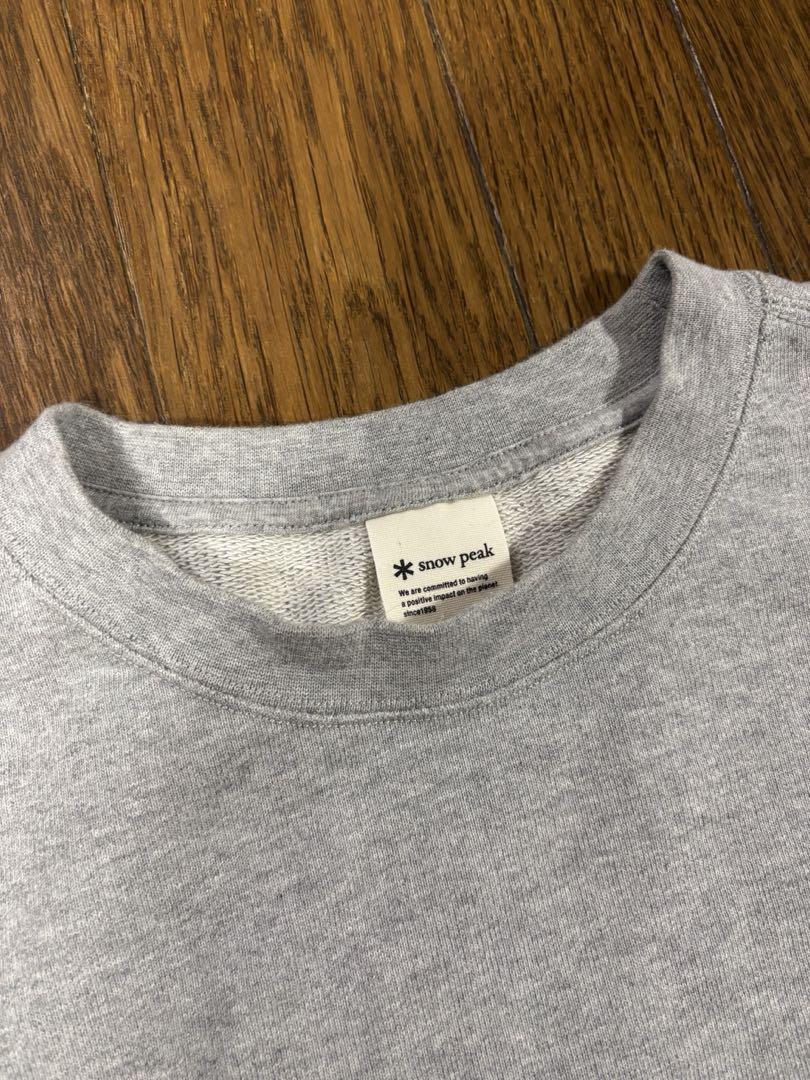 snow peak
We are committed to having
a positive impact on the planet
since1958